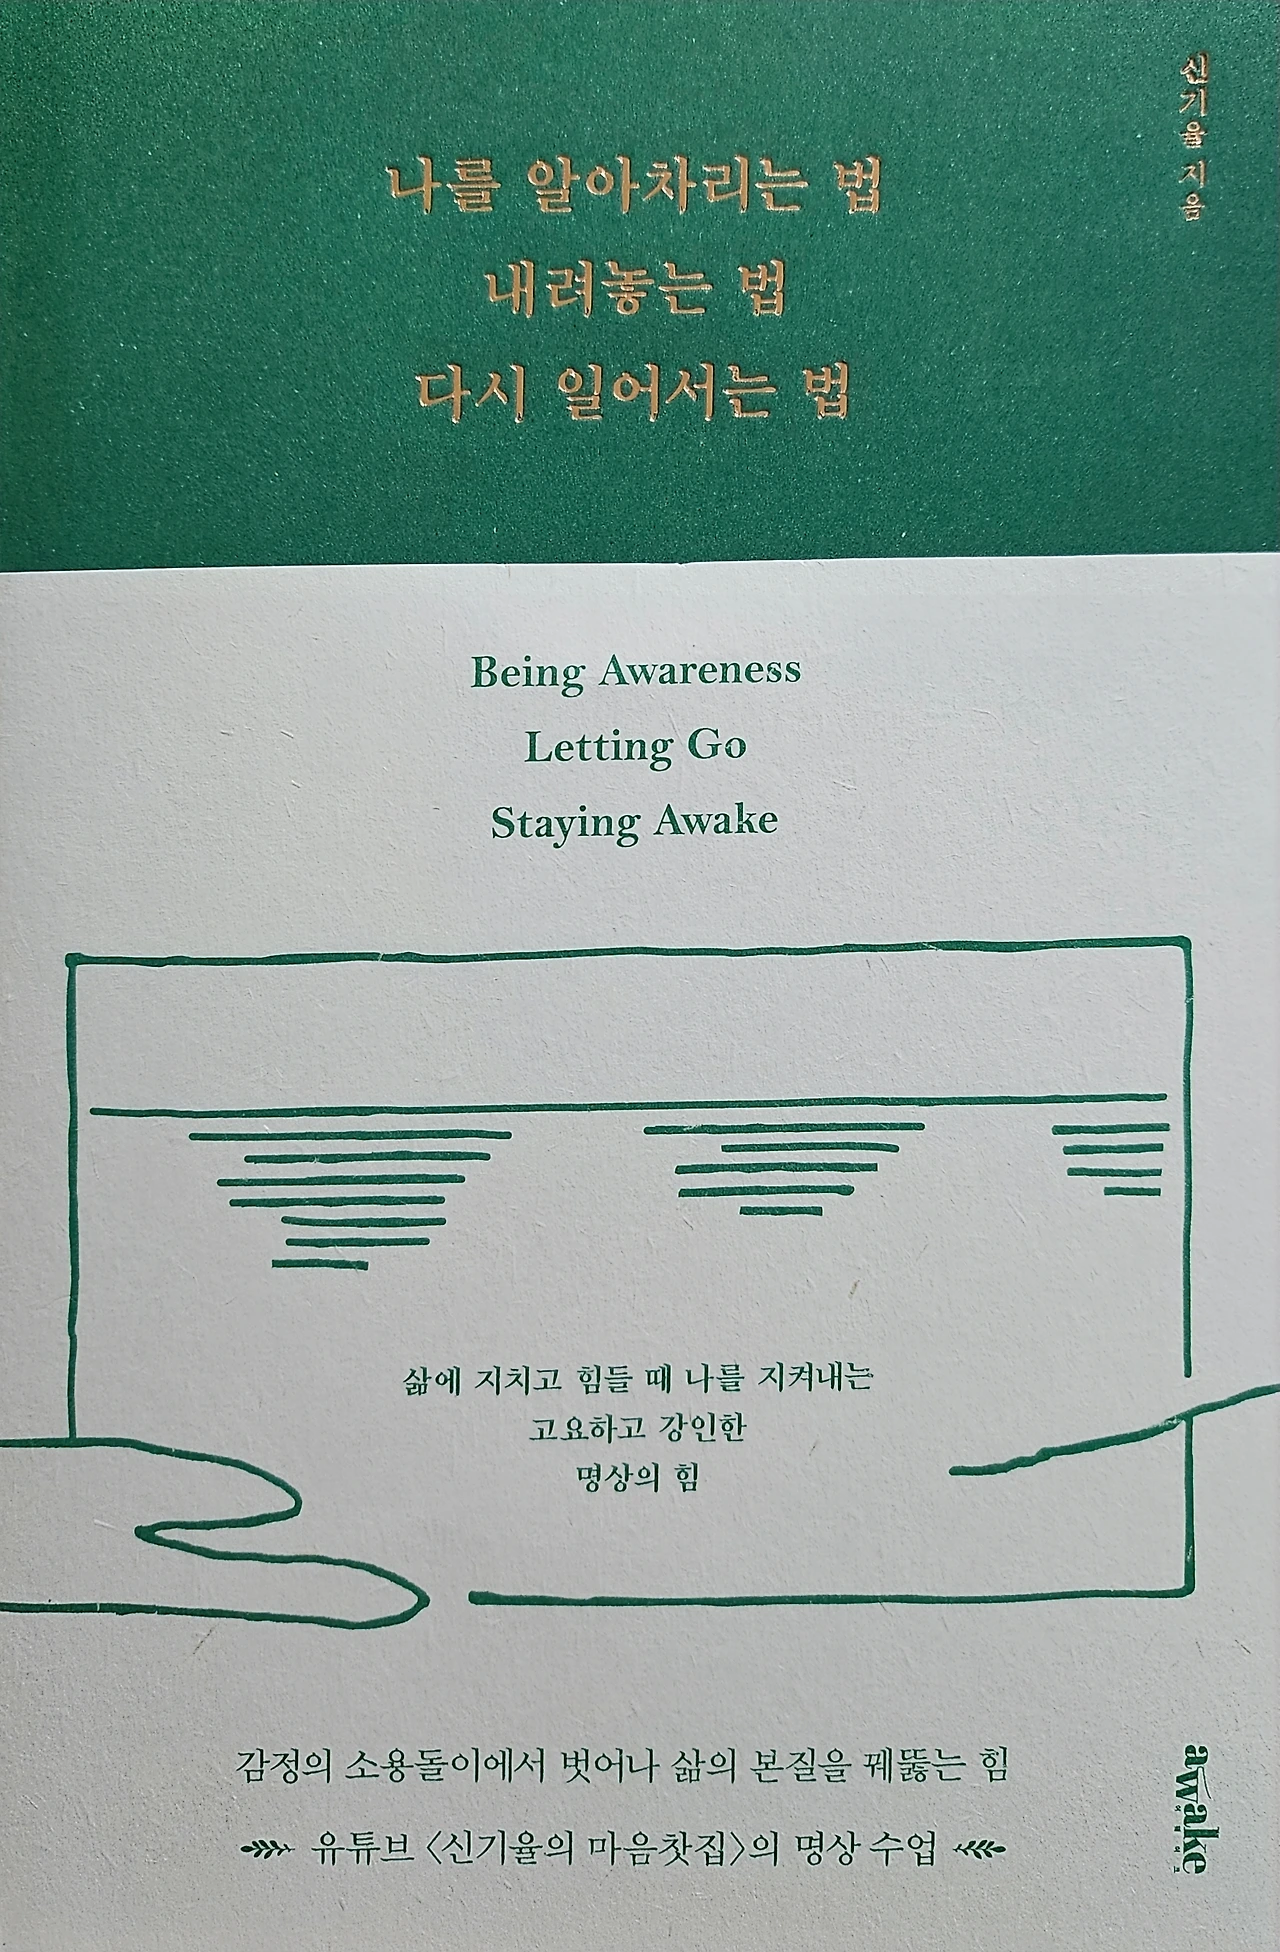 신기율 지음
나를 알아차리는 법
내려놓는 법
다시 일어서는 법
Being Awareness
Letting Go
Staying Awake
삶에 지치고 힘들 때 나를 지켜내는
고요하고 강인한
명상의 힘
감정의 소용돌이에서 벗어나 삶의 본질을 꿰뚫는 힘
유튜브 〈신기율의 마음찻집〉의 명상 수업
awake